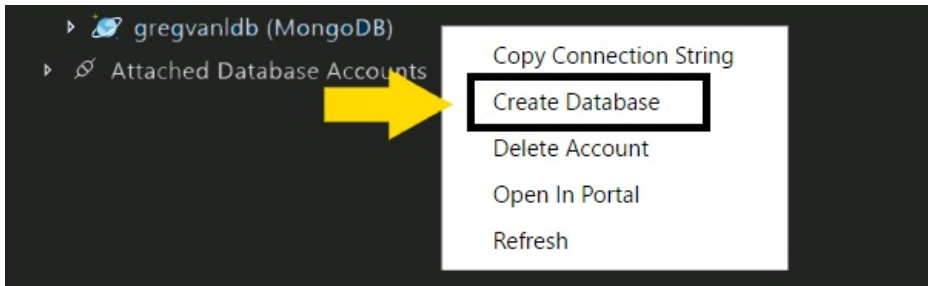 gregvanldb (MongoDB)
Attached Database Accounts
Copy Connection String
Create Database
Delete Account
Open In Portal
Refresh